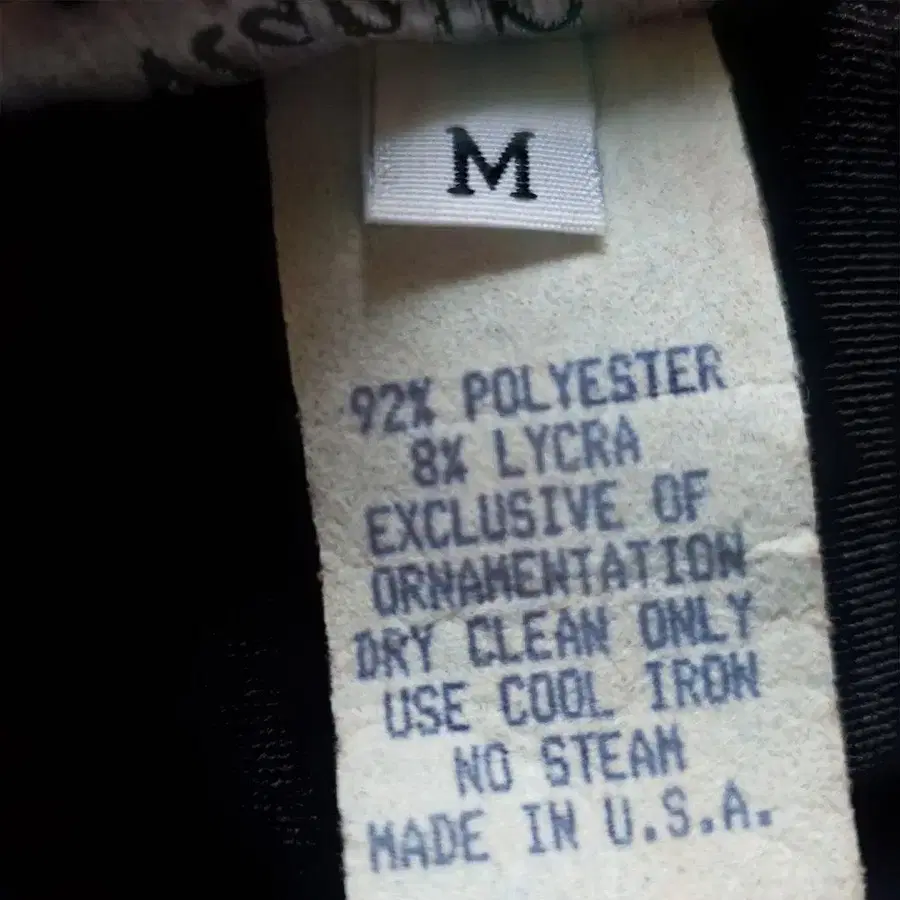 M
92% POLYESTER
8% LYCRA
EXCLUSIVE OF
ORNAMENTATION
DRY CLEAN ONLY
USE COOL IRON
NO STEAM
MADE IN U.S.A.